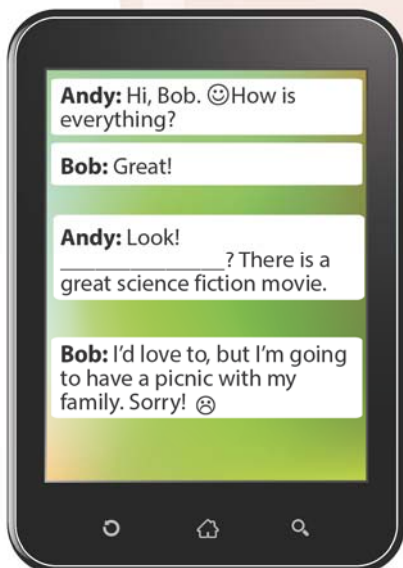 Andy: Hi, Bob. ☺How is
everything?
Bob: Great!
Andy: Look!
_______________? There is a
great science fiction movie.
Bob: I'd love to, but I'm going
to have a picnic with my
family. Sorry! ☹